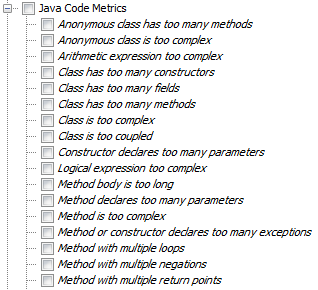 Java Code Metrics
Anonymous class has too many methods
Anonymous class is too complex
Arithmetic expression too complex
Class has too many constructors
Class has too many fields
Class has too many methods
Class is too complex
Class is too coupled
Constructor declares too many parameters
Logical expression too complex
Method body is too long
Method declares too many parameters
Method is too complex
Method or constructor declares too many exceptions
Method with multiple loops
Method with multiple negations
Method with multiple return points